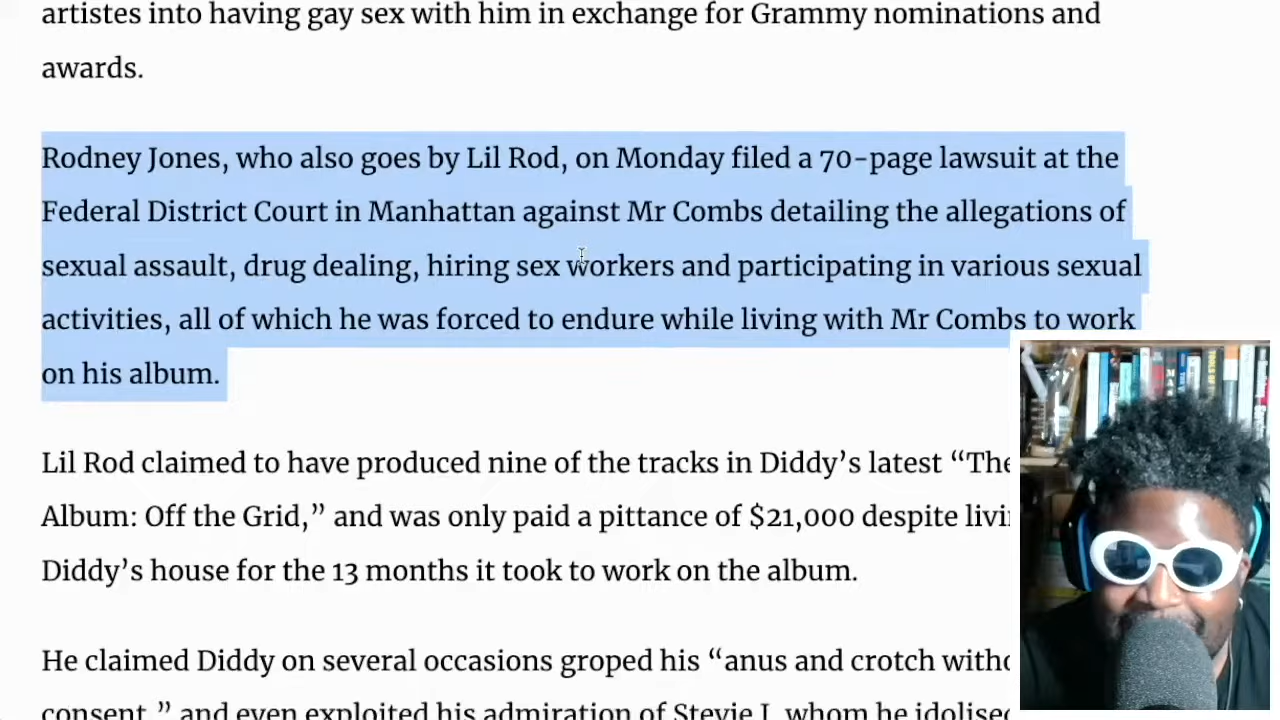 artistes into having gay sex with him in exchange for Grammy nominations and
awards.
Rodney Jones, who also goes by Lil Rod, on Monday filed a 70-page lawsuit at the
Federal District Court in Manhattan against Mr Combs detailing the allegations of
sexual assault, drug dealing, hiring sex workers and participating in various sexual
activities, all of which he was forced to endure while living with Mr Combs to work
on his album.
Lil Rod claimed to have produced nine of the tracks in Diddy’s latest “The
Album: Off the Grid,” and was only paid a pittance of $21,000 despite
Diddy’s house for the 13 months it took to work on the album.
He claimed Diddy on several occasions groped his “anus and crotch
consent,” and even exploited his admiration of Stevie J, whom he